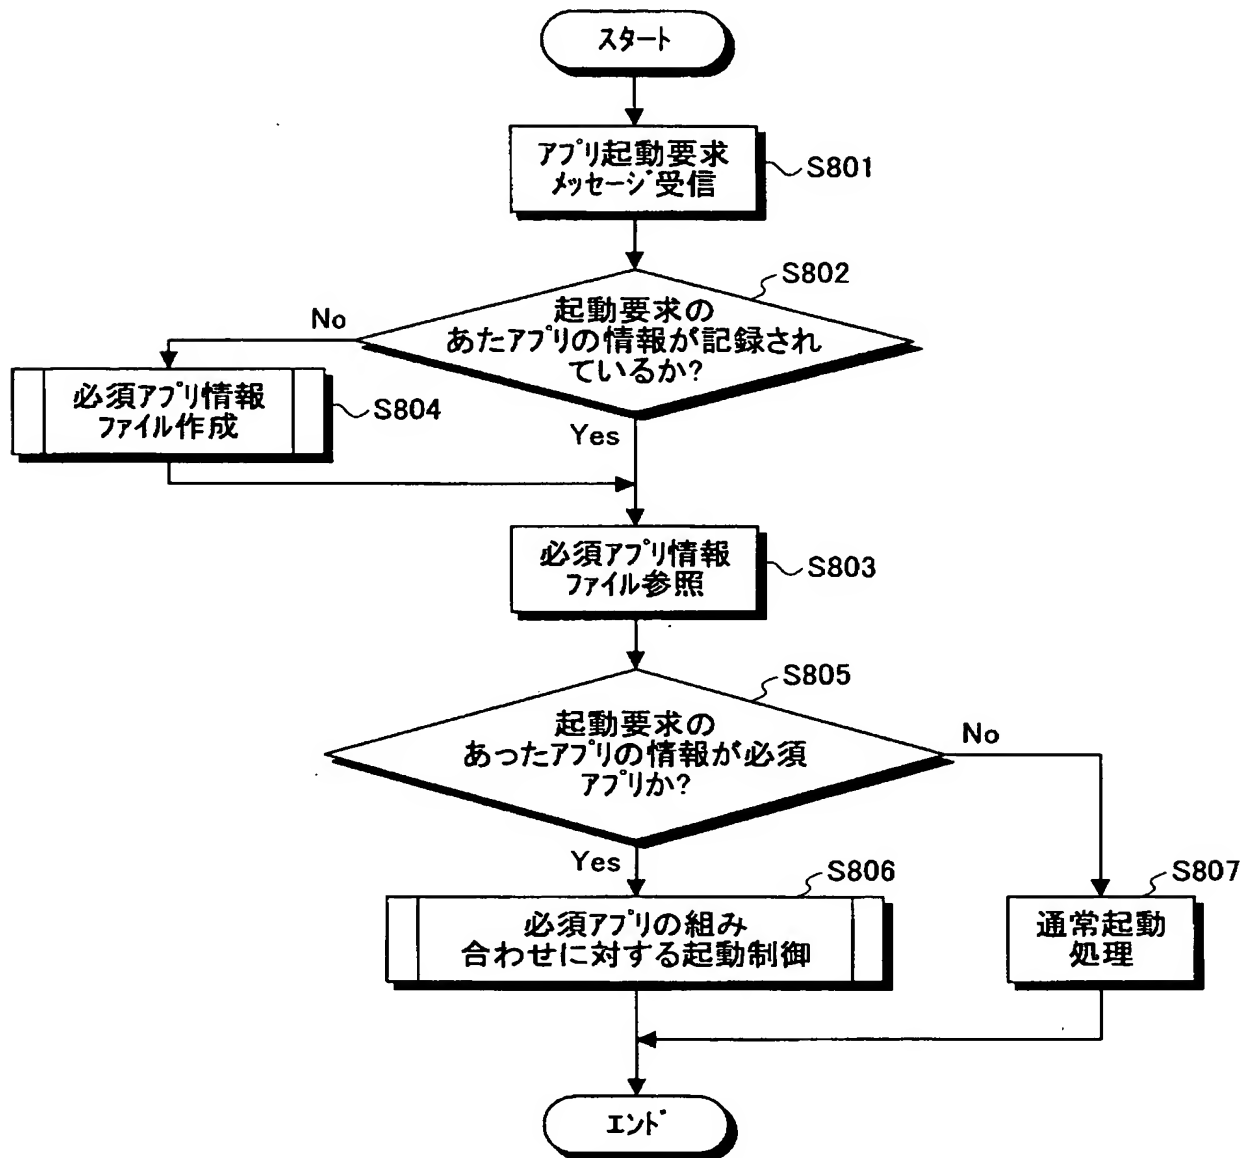 スタート
アプリ起動要求
メッセージ受信
S801
S802
起動要求の
あたアプリの情報が記録され
ているか?
No
必須アプリ情報
ファイル作成
S804
Yes
必須アプリ情報
ファイル参照
S803
S805
起動要求の
あったアプリの情報が必須
アプリか?
No
Yes
S806
必須アプリの組み
合わせに対する起動制御
S807
通常起動
処理
エンド